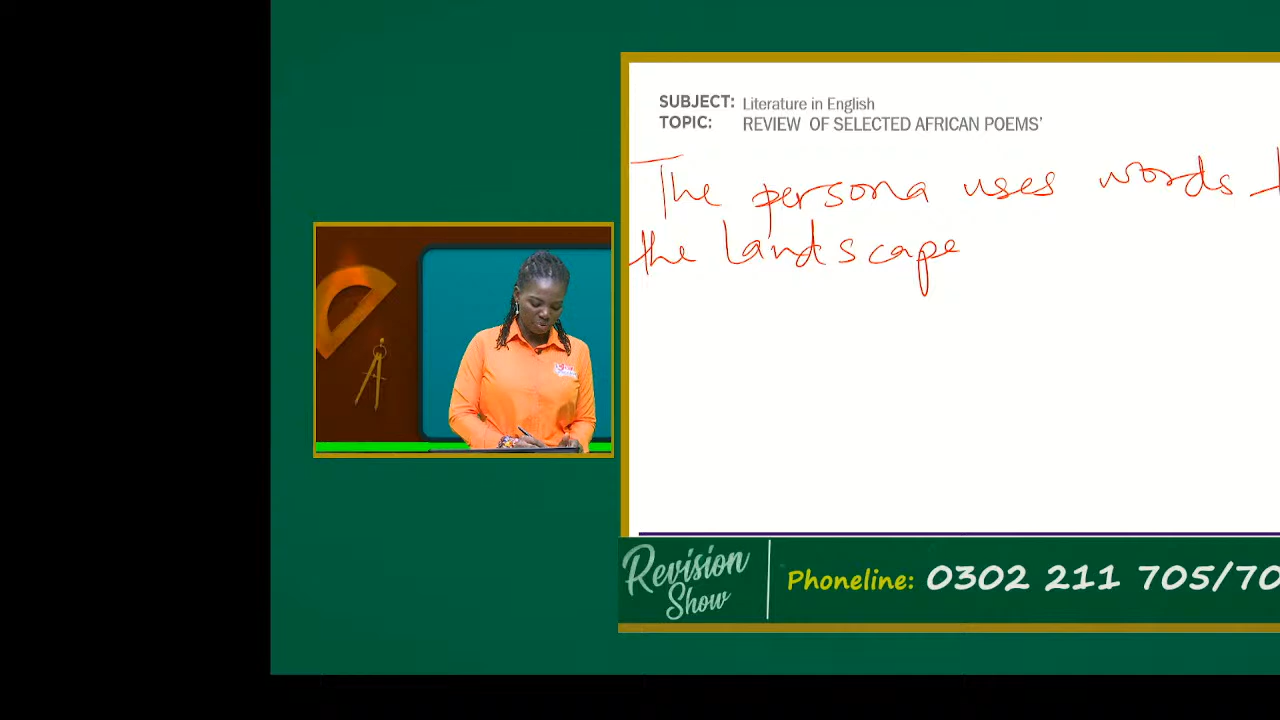 SUBJECT: Literature in English
TOPIC: REVIEW OF SELECTED AFRICAN POEMS'
The persona uses words
the landscape
Revision
Show
Phoneline: 0302 211 705/70